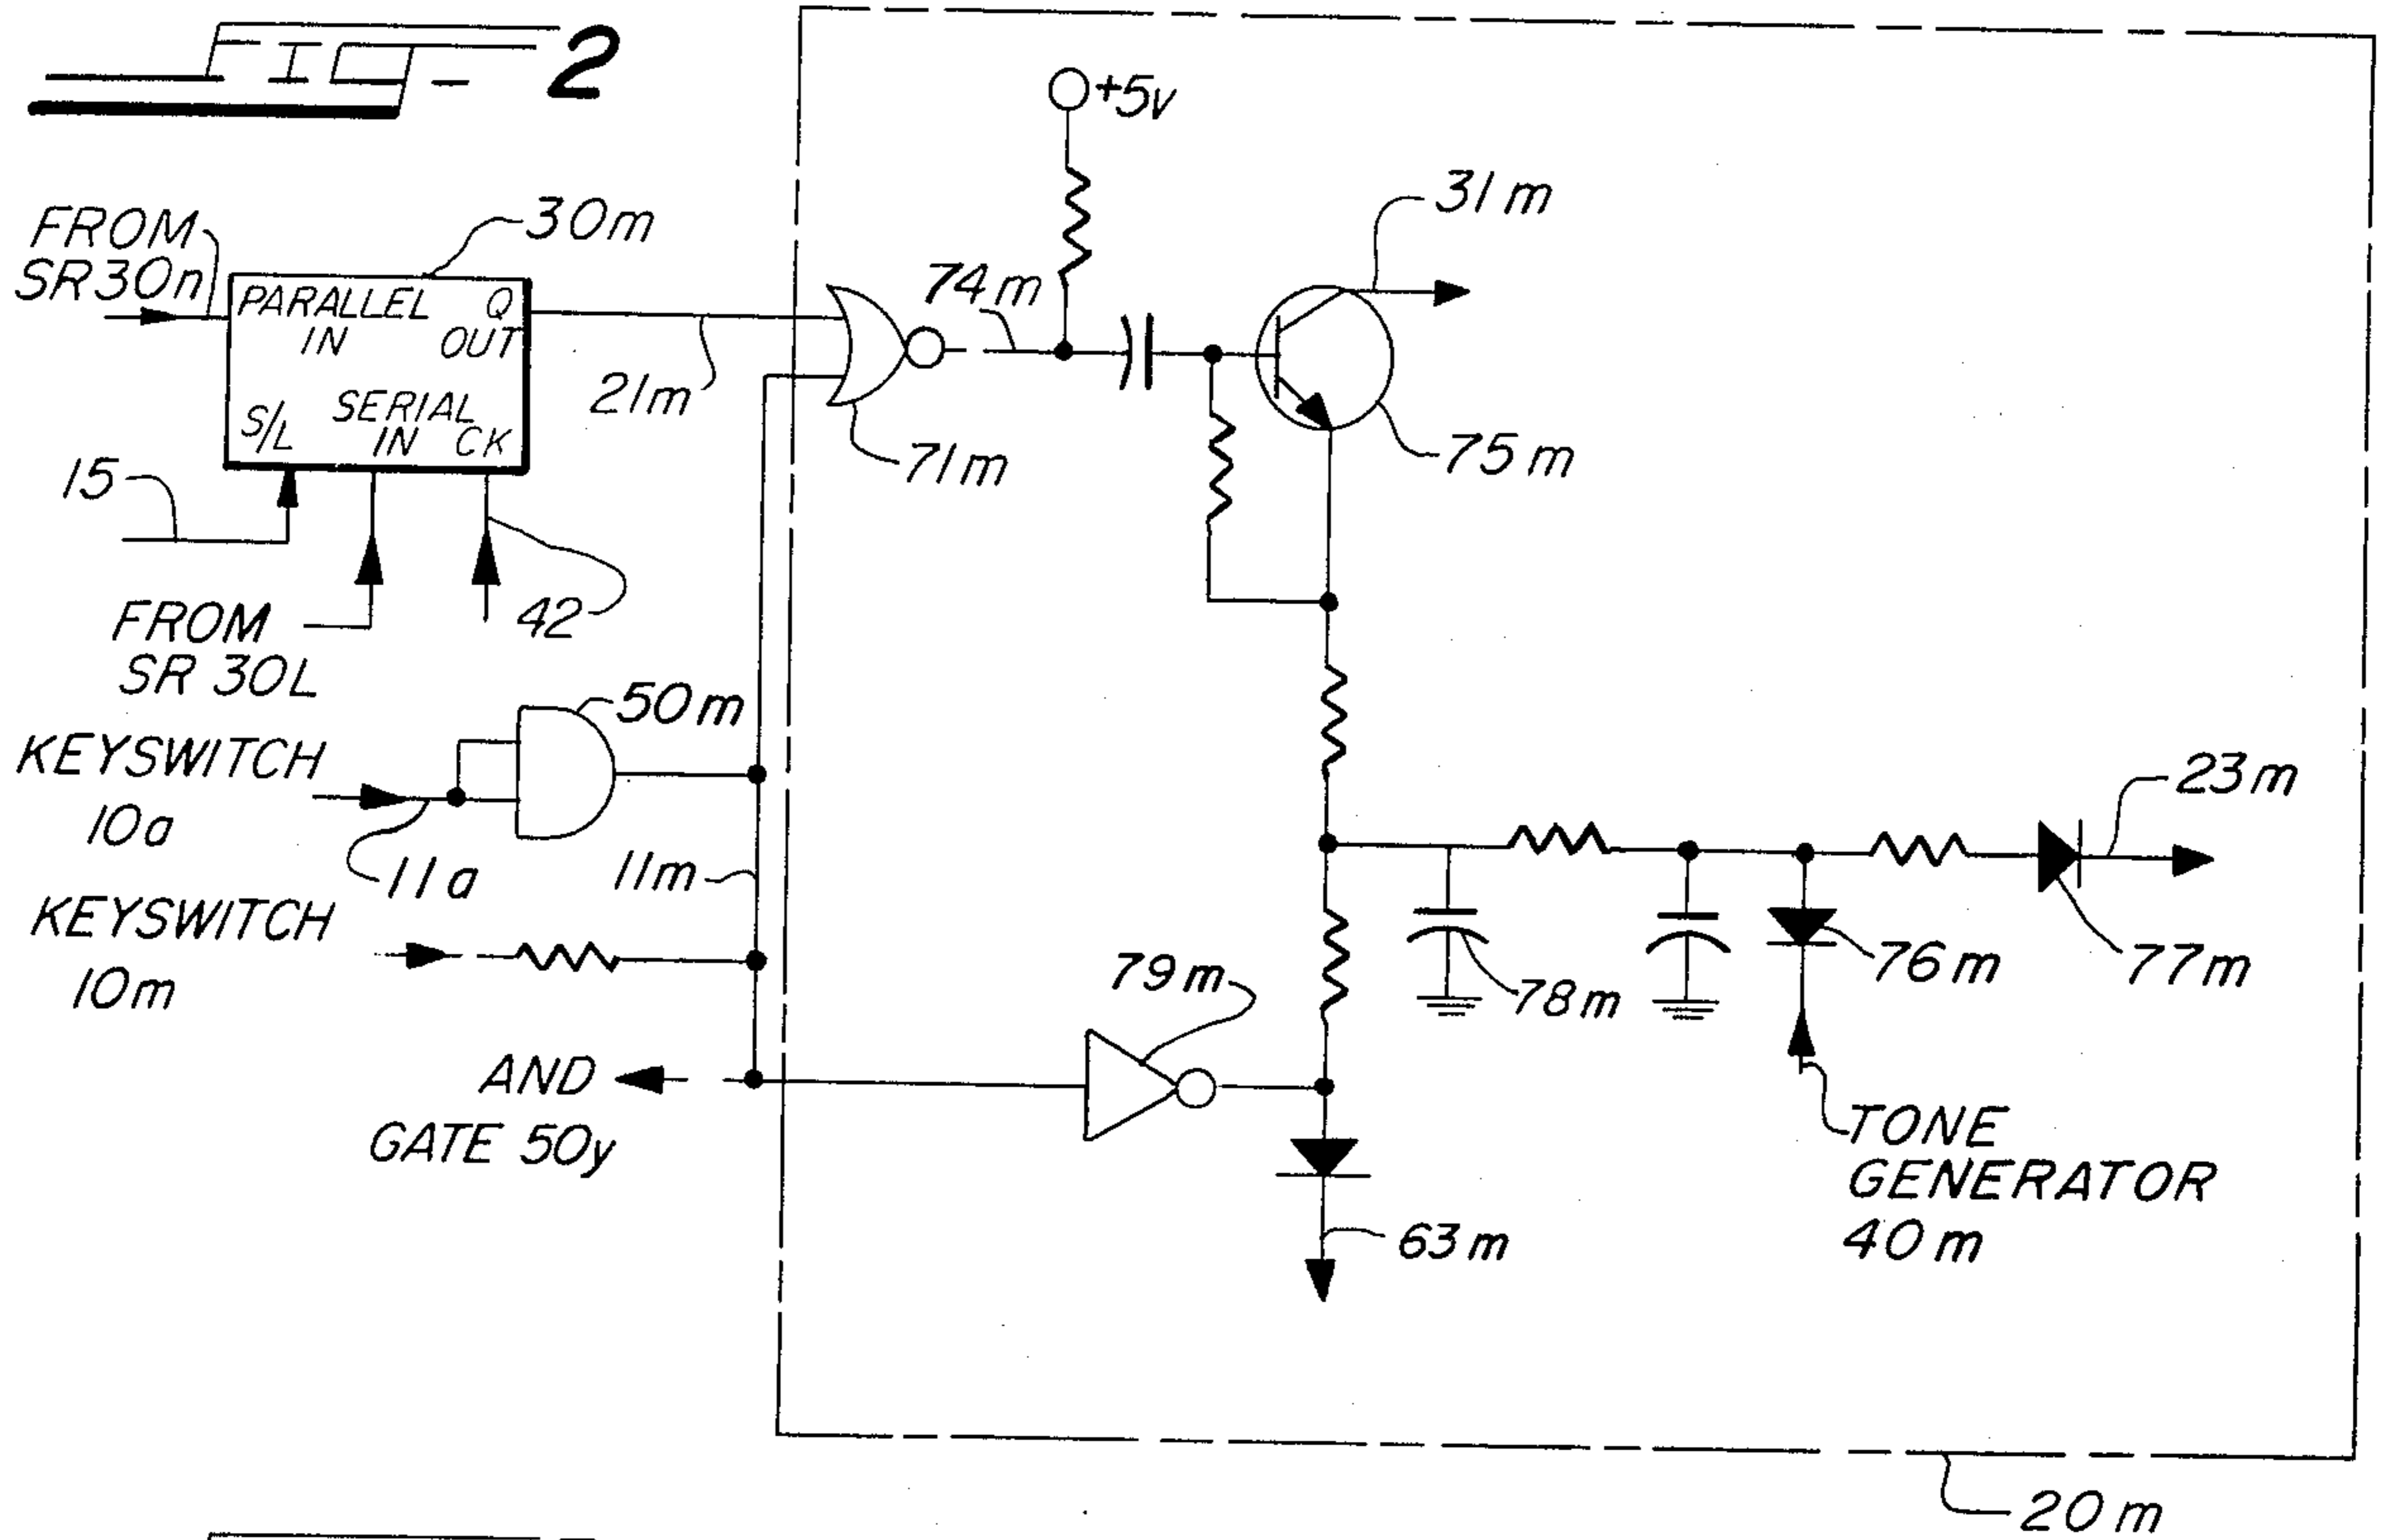 FIG-2
+5v
31m
30m
FROM
SR30n
74m
PARALLEL
IN
Q
OUT
21m
S/L
SERIAL
IN
CK
75m
71m
15
42
FROM
SR 30L
50m
KEYSWITCH
10a
11a
11m
23m
KEYSWITCH
10m
79m
78m
76m
77m
AND
GATE 50y
TONE
GENERATOR
40m
63m
20m